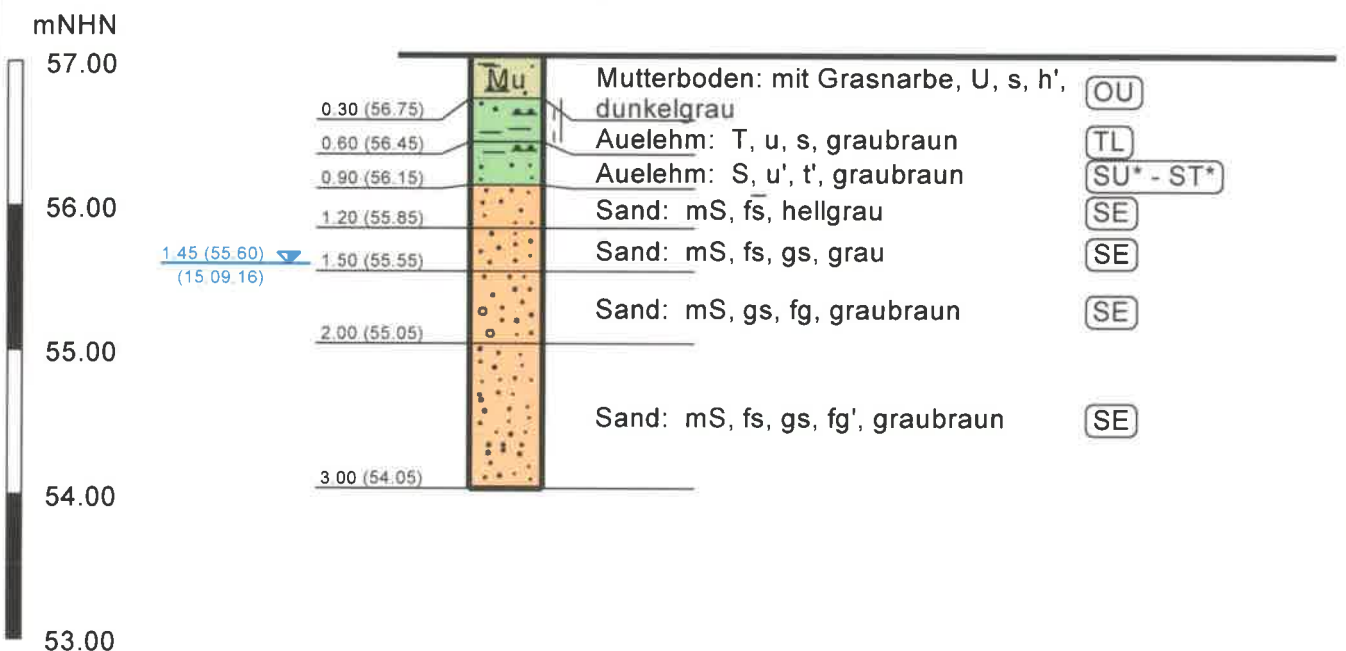 mNHN
57.00
Mu
Mutterboden: mit Grasnarbe, U, s, h',
dunkelgrau
OU
0.30 (56.75)
Auelehm: T, u, s, graubraun
TL
0.60 (56.45)
Auelehm: S, u', t', graubraun
SU* - ST*
0.90 (56.15)
56.00
Sand: mS, fs̅, hellgrau
SE
1.20 (55.85)
1.45 (55.60)
(15.09.16)
Sand: mS, fs, gs, grau
SE
1.50 (55.55)
Sand: mS, gs, fg, graubraun
SE
2.00 (55.05)
55.00
Sand: mS, fs, gs, fg', graubraun
SE
3.00 (54.05)
54.00
53.00